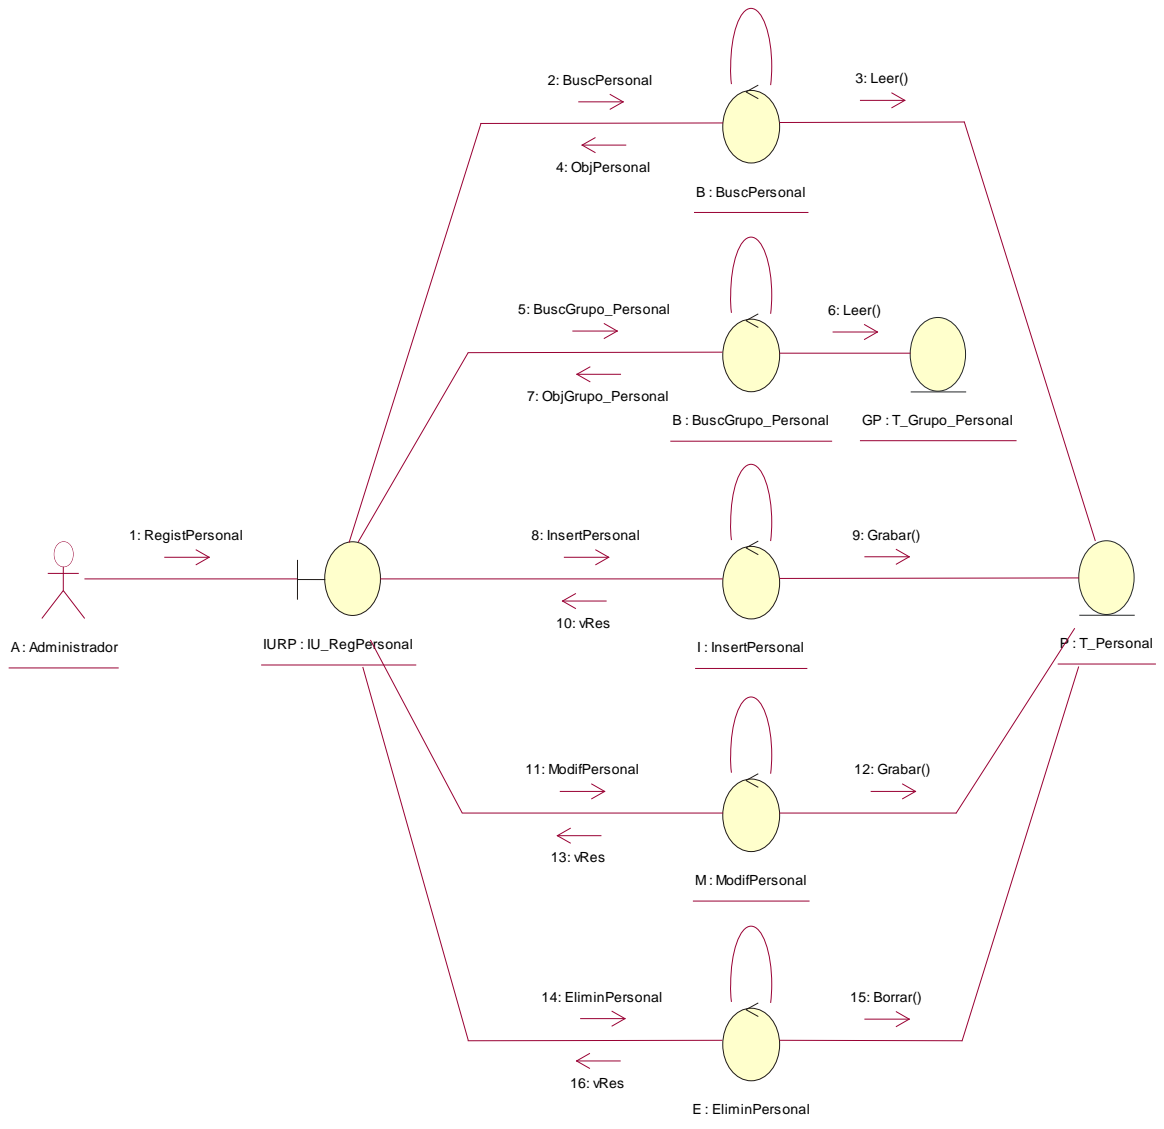 2: BuscPersonal
3: Leer()
4: ObjPersonal
B : BuscPersonal
5: BuscGrupo_Personal
6: Leer()
7: ObjGrupo_Personal
B : BuscGrupo_Personal
GP : T_Grupo_Personal
1: RegistPersonal
8: InsertPersonal
9: Grabar()
10: vRes
A : Administrador
IURP : IU_RegPersonal
I : InsertPersonal
P : T_Personal
11: ModifPersonal
12: Grabar()
13: vRes
M : ModifPersonal
14: EliminPersonal
15: Borrar()
16: vRes
E : EliminPersonal